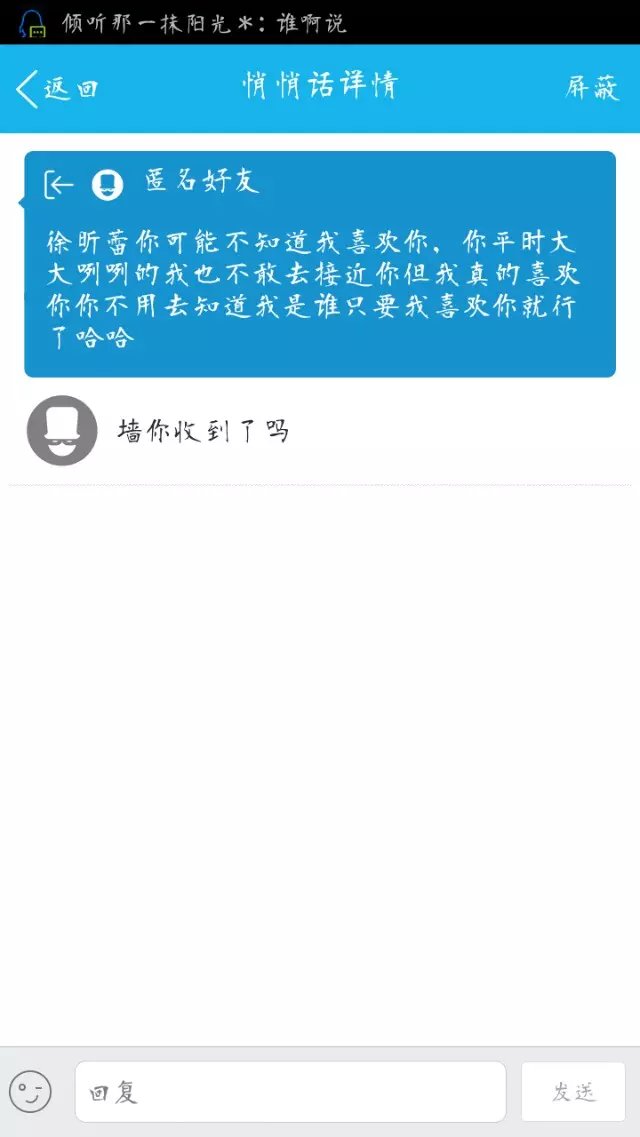 倾听那一抹阳光*: 谁啊说
返回 悄悄话详情 屏蔽
匿名好友
徐昕蕾你可能不知道我喜欢你，你平时大
大咧咧的我也不敢去接近你但我真的喜欢
你你不用去知道我是谁只要我喜欢你就行
了哈哈
墙你收到了吗
回复 发送